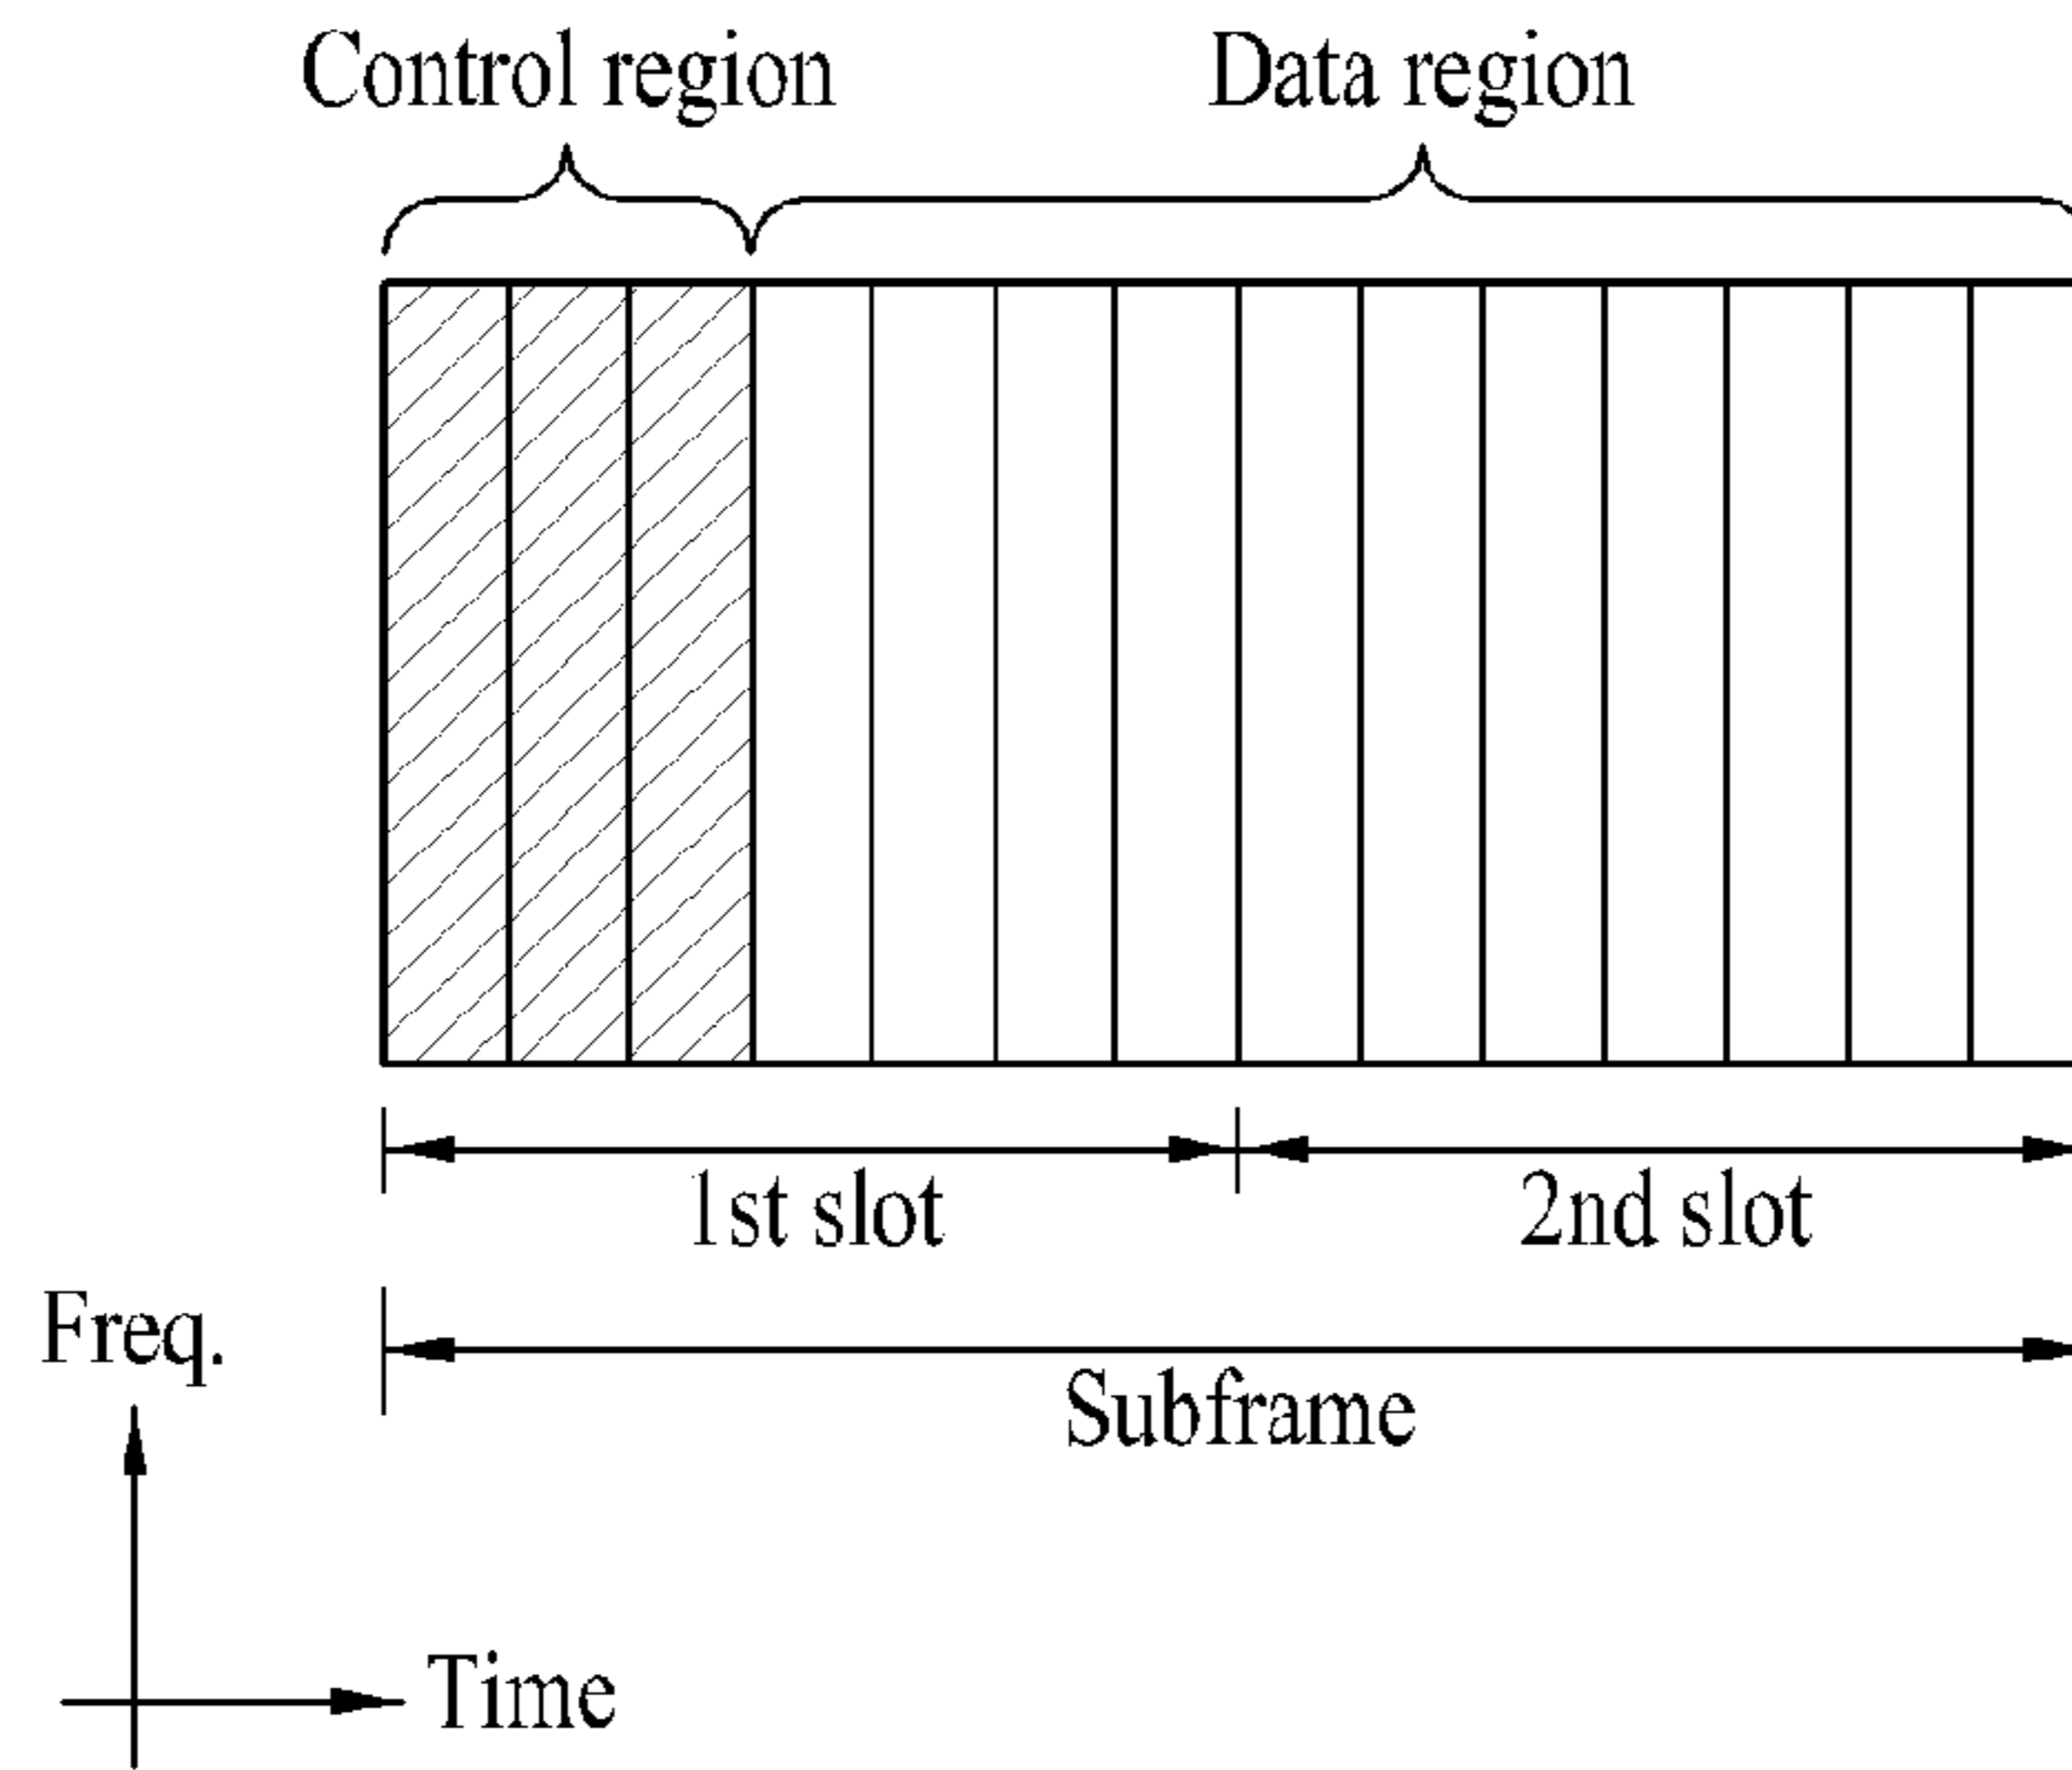 Control region
Data region
1st slot
2nd slot
Subframe
Freq.
Time